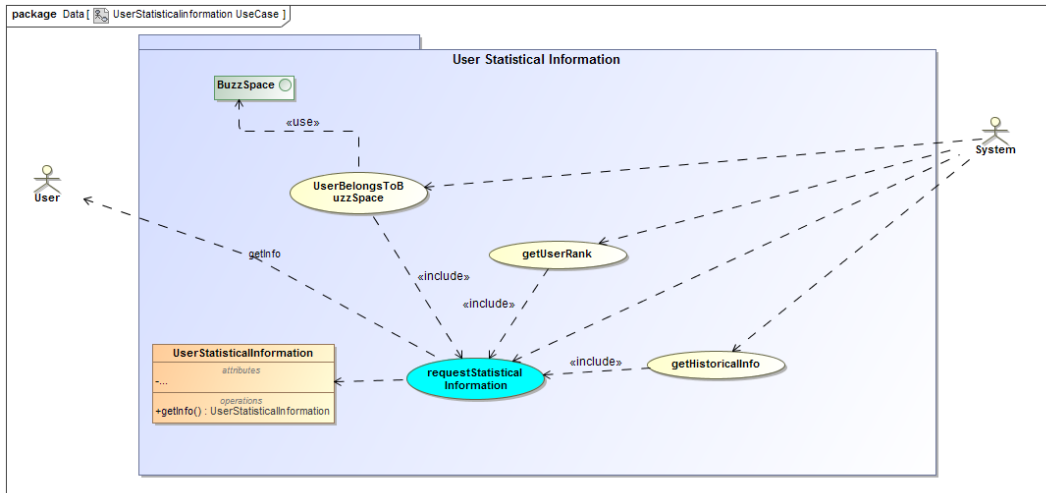 package Data [ UserStatisticalinformation UseCase ]
User Statistical Information
BuzzSpace
«use»
System
UserBelongsToB
uzzSpace
User
getInfo
getUserRank
«include»
«include»
UserStatisticalInformation
attributes
-...
operations
+getInfo() : UserStatisticalInformation
requestStatistical
Information
«include»
getHistoricalInfo